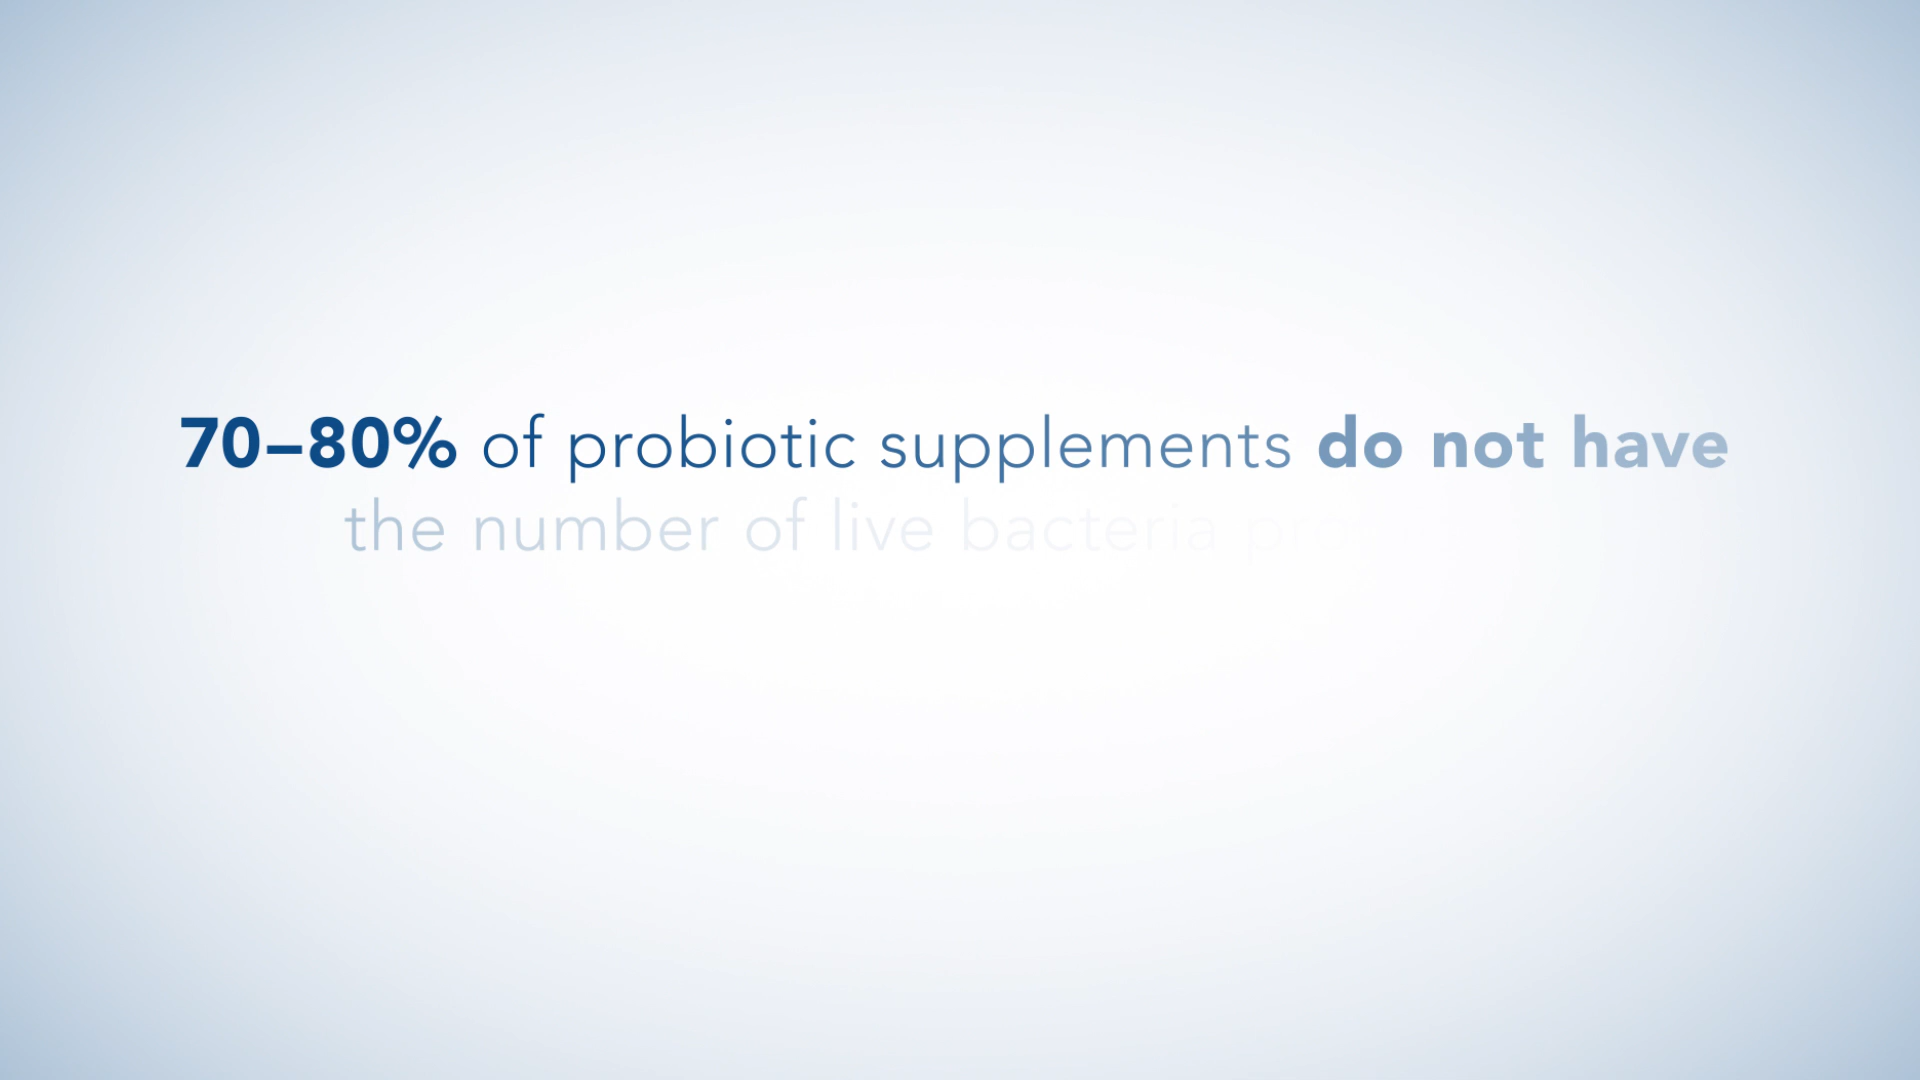 70–80% of probiotic supplements do not have
the number of live bacteria